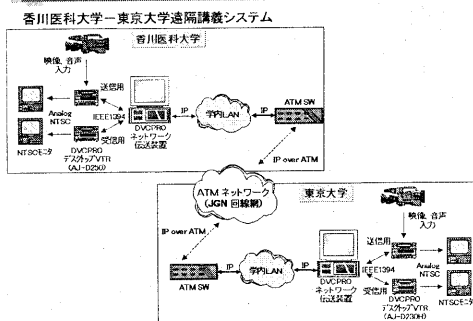 香川医科大学－東京大学遠隔講義システム
香川医科大学
映像、音声
入力
送信用
Analog
NTSC
IEEE1394
受信用
NTSCモニタ
DVCPRO
デスクトップVTR
(AJ-D250)
DVCPRO
ネットワーク
伝送装置
IP
学内LAN
IP
ATM SW
IP over ATM
ATM ネットワーク
(JGN 回線網)
IP over ATM
東京大学
映像、音声
入力
送信用
ATM SW
IP
学内LAN
IP
DVCPRO
ネットワーク
伝送装置
IEEE1394
受信用
Analog
NTSC
DVCPRO
デスクトップVTR
(AJ-D230H)
NTSCモニタ